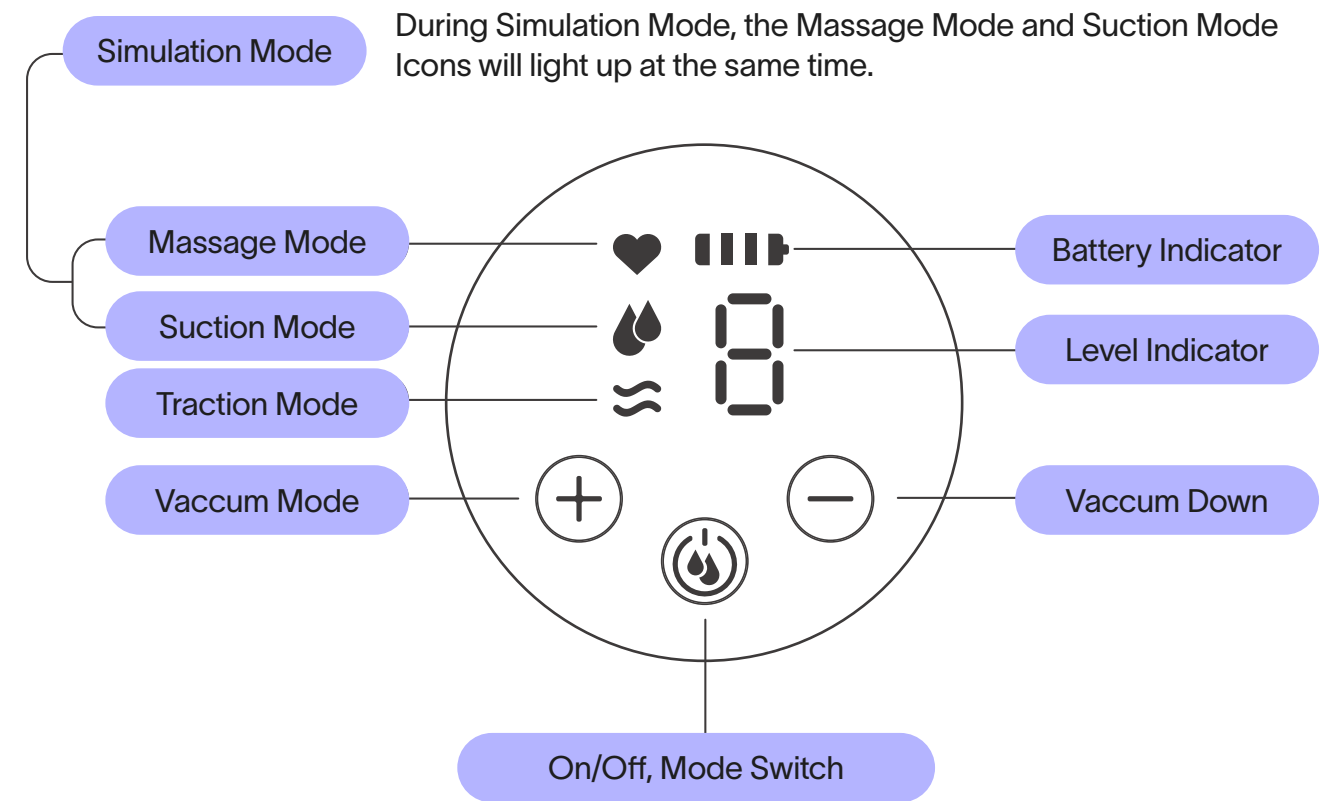 Simulation Mode
During Simulation Mode, the Massage Mode and Suction Mode
Icons will light up at the same time.
Massage Mode
Suction Mode
Traction Mode
Vaccum Mode
Battery Indicator
Level Indicator
8
Vaccum Down
On/Off, Mode Switch